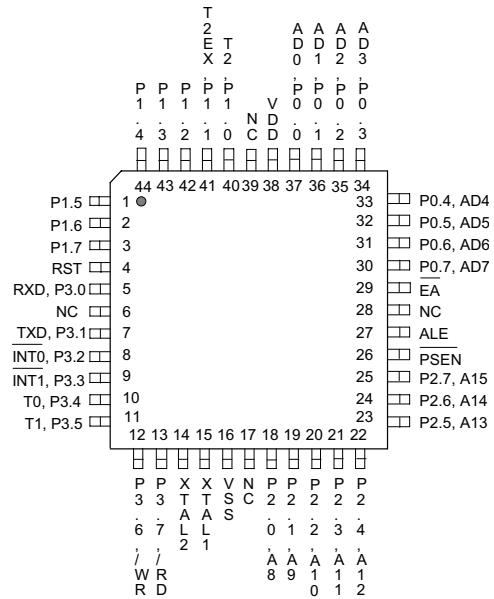 P1.4
P1.3
P1.2
T2EX,P1.1
T2,P1.0
NC
VDD
AD0,P0.0
AD1,P0.1
AD2,P0.2
AD3,P0.3
44 43 42 41 40 39 38 37 36 35 34
P1.5 1
P1.6 2
P1.7 3
RST 4
RXD, P3.0 5
NC 6
TXD, P3.1 7
INT0, P3.2 8
INT1, P3.3 9
T0, P3.4 10
T1, P3.5 11
33 P0.4, AD4
32 P0.5, AD5
31 P0.6, AD6
30 P0.7, AD7
29 EA
28 NC
27 ALE
26 PSEN
25 P2.7, A15
24 P2.6, A14
23 P2.5, A13
12 13 14 15 16 17 18 19 20 21 22
P3.6,/WR
P3.7,/RD
XTAL2
XTAL1
VSS
NC
P2.0,A8
P2.1,A9
P2.2,A10
P2.3,A11
P2.4,A12